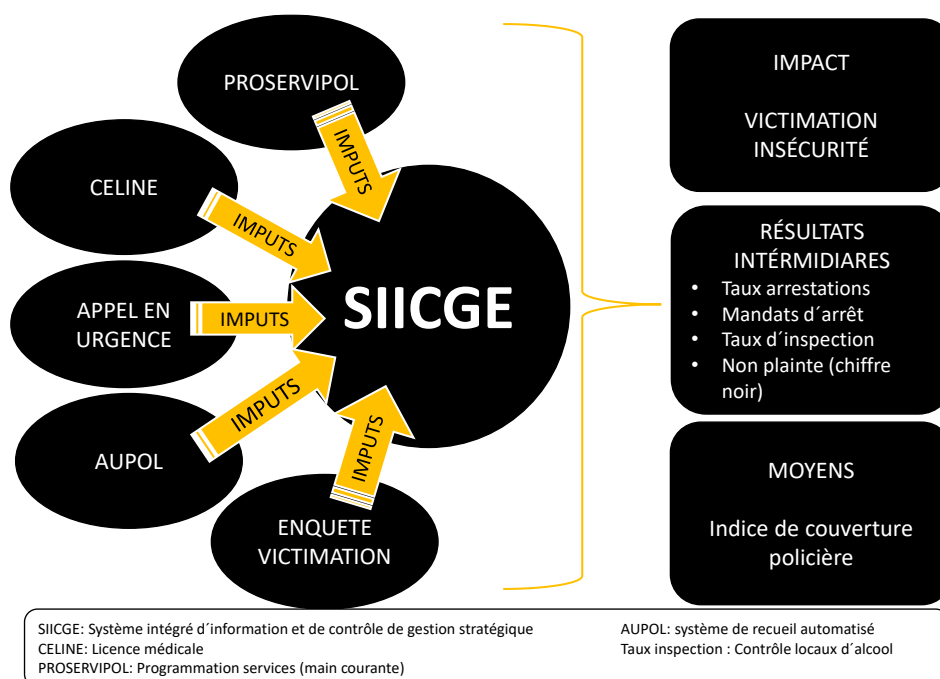 PROSERVIPOL
IMPUTS
CELINE
IMPUTS
APPEL EN
URGENCE
IMPUTS
AUPOL
IMPUTS
ENQUETE
VICTIMATION
IMPUTS
SIICGE
IMPACT
VICTIMATION
INSÉCURITÉ
RÉSULTATS
INTÉRMIDIARES
• Taux arrestations
• Mandats d´arrêt
• Taux d´inspection
• Non plainte (chiffre
noir)
MOYENS
Indice de couverture
policière
SIICGE: Système intégré d´information et de contrôle de gestion stratégique
CELINE: Licence médicale
PROSERVIPOL: Programmation services (main courante)
AUPOL: système de recueil automatisé
Taux inspection : Contrôle locaux d´alcool